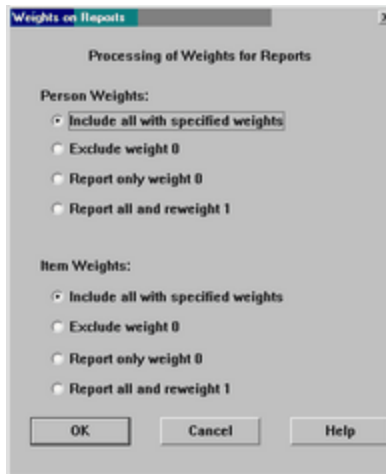 Weights on Reports
Processing of Weights for Reports
Person Weights:
Include all with specified weights
Exclude weight 0
Report only weight 0
Report all and reweight 1
Item Weights:
Include all with specified weights
Exclude weight 0
Report only weight 0
Report all and reweight 1
OK Cancel Help